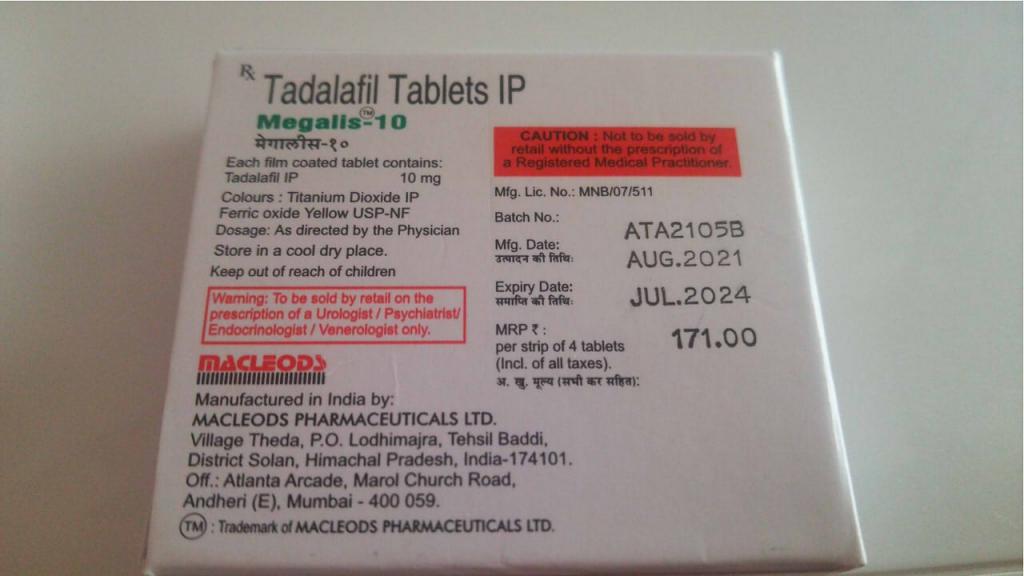 Rx Tadalafil Tablets IP
Megalis™-10
मेगालीस-१०
Each film coated tablet contains:
Tadalafil IP 10 mg
Colours : Titanium Dioxide IP
Ferric oxide Yellow USP-NF
Dosage: As directed by the Physician
Store in a cool dry place.
Keep out of reach of children
Warning: To be sold by retail on the
prescription of a Urologist / Psychiatrist/
Endocrinologist / Venerologist only.
MACLEODS
Manufactured in India by:
MACLEODS PHARMACEUTICALS LTD.
Village Theda, P.O. Lodhimajra, Tehsil Baddi,
District Solan, Himachal Pradesh, India-174101.
Off.: Atlanta Arcade, Marol Church Road,
Andheri (E), Mumbai - 400 059.
TM : Trademark of MACLEODS PHARMACEUTICALS LTD.
CAUTION : Not to be sold by
retail without the prescription of
a Registered Medical Practitioner.
Mfg. Lic. No.: MNB/07/511
Batch No.: ATA2105B
Mfg. Date: AUG.2021
उत्पादन की तिथि:
Expiry Date: JUL.2024
समाप्ति की तिथि:
MRP ₹ : 171.00
per strip of 4 tablets
(Incl. of all taxes).
अ. खु. मूल्य (सभी कर सहित):